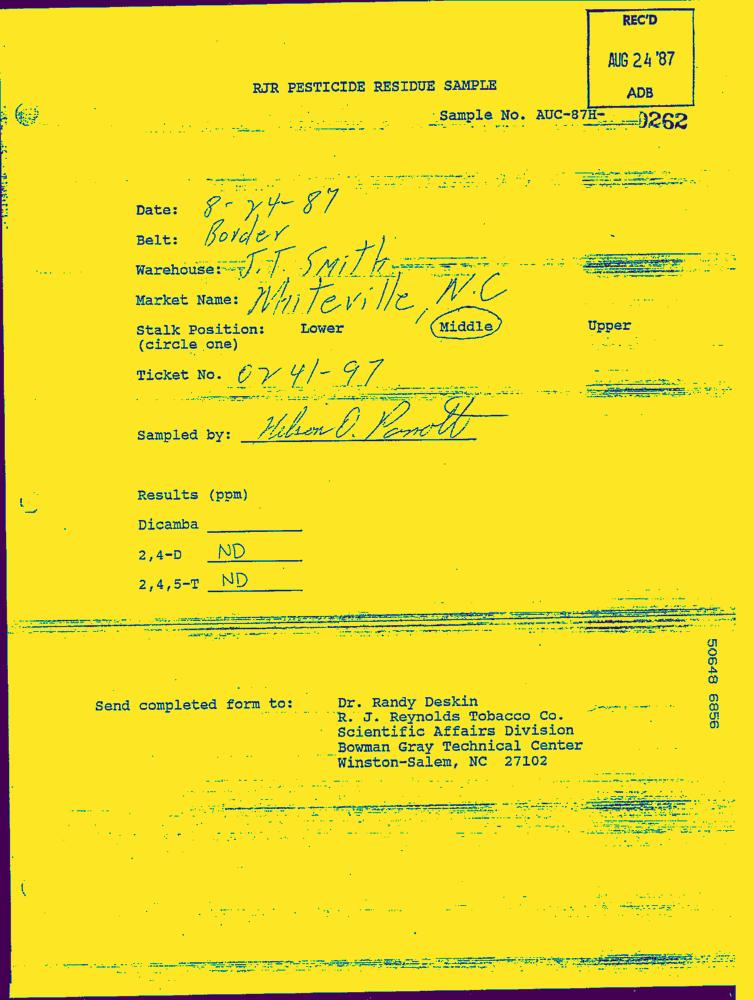 REC'D
AUG 24 '87
ADB
RJR PESTICIDE RESIDUE SAMPLE
Sample No. AUC-87H- 0262
Date: 8-24-87
Belt: Border
Warehouse: J.T. Smith
Market Name: Whiteville, N.C
Stalk Position: Lower Middle Upper
(circle one)
Ticket No. 0241-97
Sampled by:
Results (ppm)
Dicamba
2,4-D ND
2,4,5-T ND
50648 6856
Send completed form to: Dr. Randy Deskin
R. J. Reynolds Tobacco Co.
Scientific Affairs Division
Bowman Gray Technical Center
Winston-Salem, NC 27102